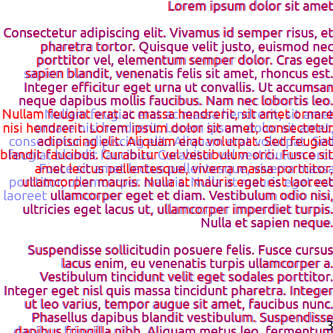 Lorem ipsum dolor sit amet
Consectetur adipiscing elit. Vivamus id semper risus, et
pharetra tortor. Quisque velit justo, euismod nec
porttitor vel, elementum semper dolor. Cras eget
sapien blandit, venenatis felis sit amet, rhoncus est.
Integer efficitur eget urna ut convallis. Ut accumsan
neque dapibus mollis faucibus. Nam nec lobortis leo.
Nullam feugiat erat ac massa hendrerit, sit amet ornare
nisi hendrerit. Lorem ipsum dolor sit amet, consectetur
adipiscing elit. Aliquam erat volutpat. Sed feugiat
blandit faucibus. Curabitur vel vestibulum orci. Fusce sit
amet lectus pellentesque, viverra massa porttitor,
ullamcorper eget est laoreet
laoreet ullamcorper eget et diam. Vestibulum odio nisi,
ultricies eget lacus ut, ullamcorper imperdiet turpis.
Nulla et sapien neque.
Suspendisse sollicitudin posuere felis. Fusce cursus
lacus enim, eu venenatis turpis ullamcorper a.
Vestibulum tincidunt velit eget sodales porttitor.
Integer eget nisl quis massa tincidunt pharetra. Integer
ut leo varius, tempor augue sit amet, faucibus nunc.
Phasellus dapibus blandit vestibulum. Suspendisse
dapibus fringilla nibh. Aliquam metus leo, fermentum